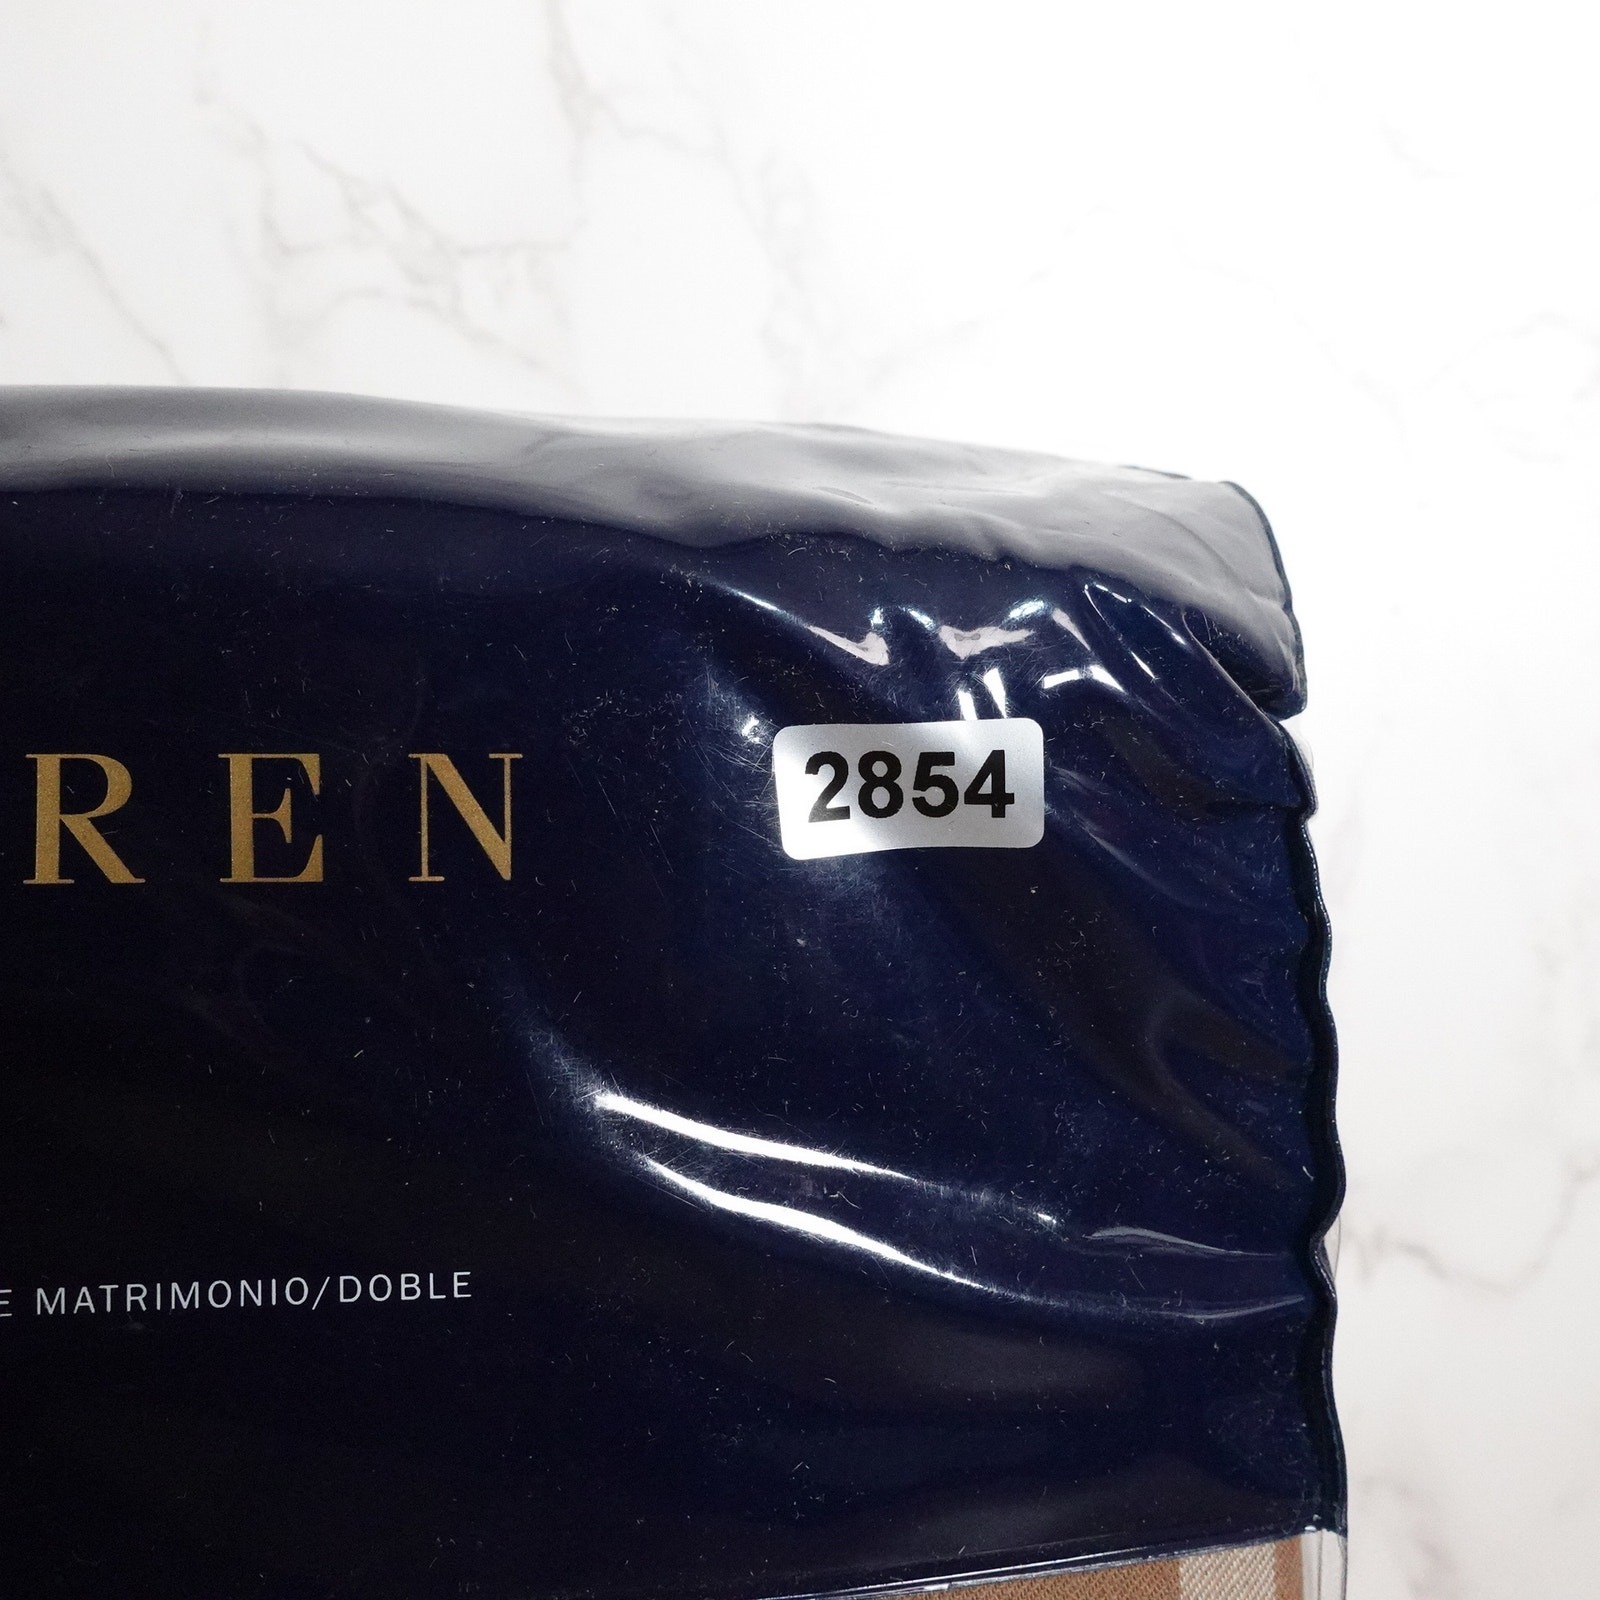 REN
2854
E MATRIMONIO/DOBLE